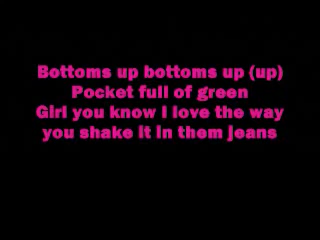 Bottoms up bottoms up (up)
Pocket full of green
Girl you know I love the way
you shake it in them jeans